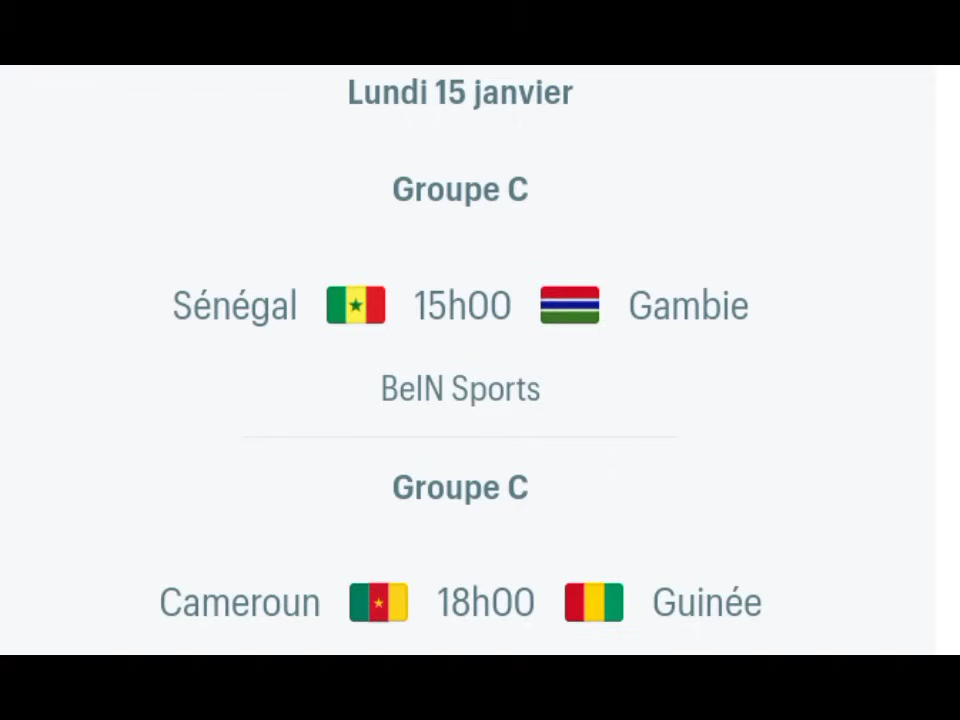 Lundi 15 janvier
Groupe C
Sénégal 15h00 Gambie
BeIN Sports
Groupe C
Cameroun 18h00 Guinée